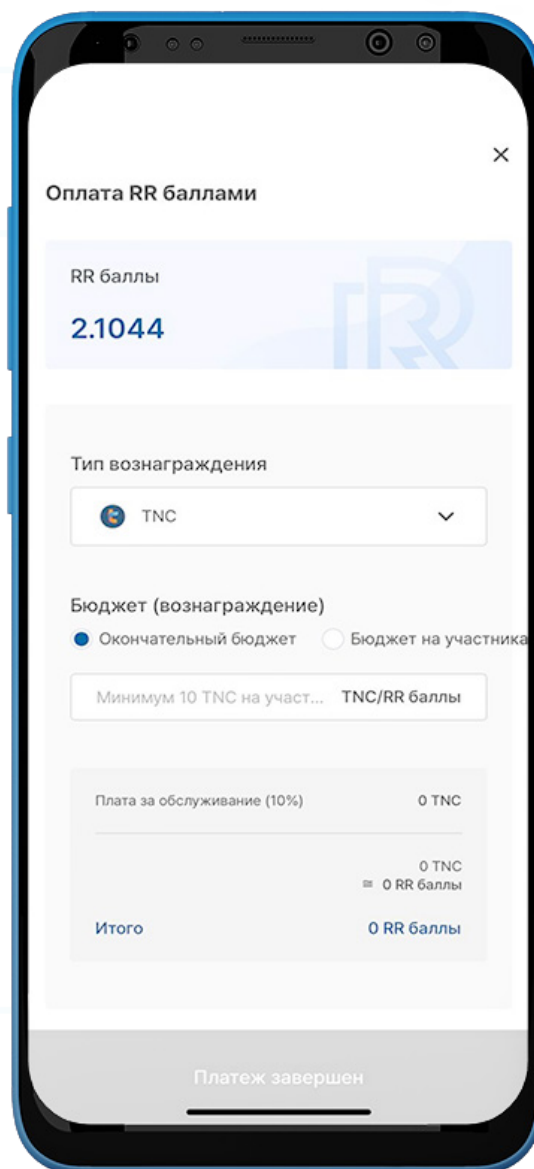 Оплата RR баллами
RR баллы
2.1044
Тип вознаграждения
TNC
Бюджет (вознаграждение)
Окончательный бюджет Бюджет на участника
Минимум 10 TNC на участ... TNC/RR баллы
Плата за обслуживание (10%) 0 TNC
0 TNC
≅ 0 RR баллы
Итого 0 RR баллы
Платеж завершен